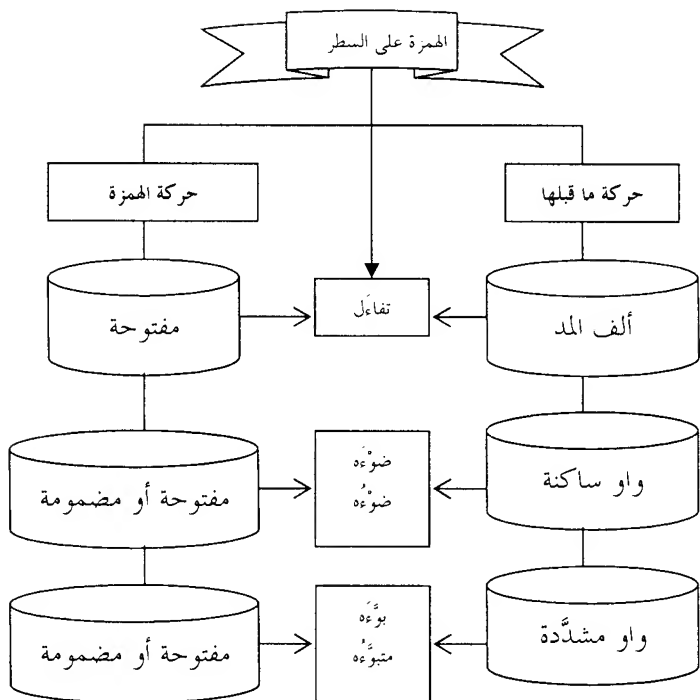 الهمزة على السطر
حركة ما قبلها
حركة الهمزة
ألف المد
تفاءَل
مفتوحة
واو ساكنة
ضوْءَه
ضوْءُه
مفتوحة أو مضمومة
واو مشدَّدة
بوَّءَه
متبوَّءُه
مفتوحة أو مضمومة